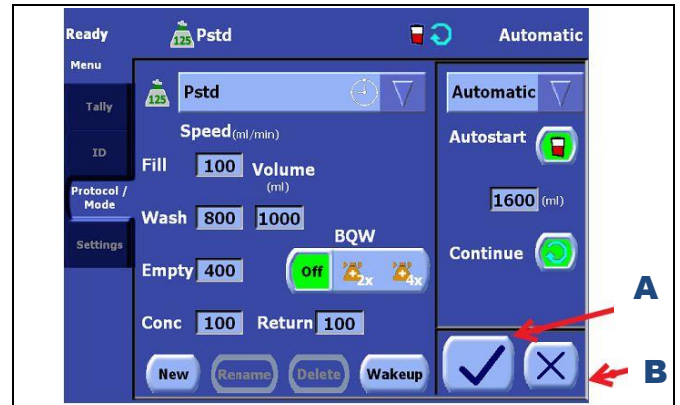 Ready 125 Pstd Automatic
Menu
Tally
ID
Protocol / Mode
Settings
125 Pstd
Speed(ml/min)
Fill 100 Volume (ml)
Wash 800 1000
BQW
Empty 400 Off 2x 4x
Conc 100 Return 100
New Rename Delete Wakeup
Automatic
Autostart
1600 (ml)
Continue
A
B